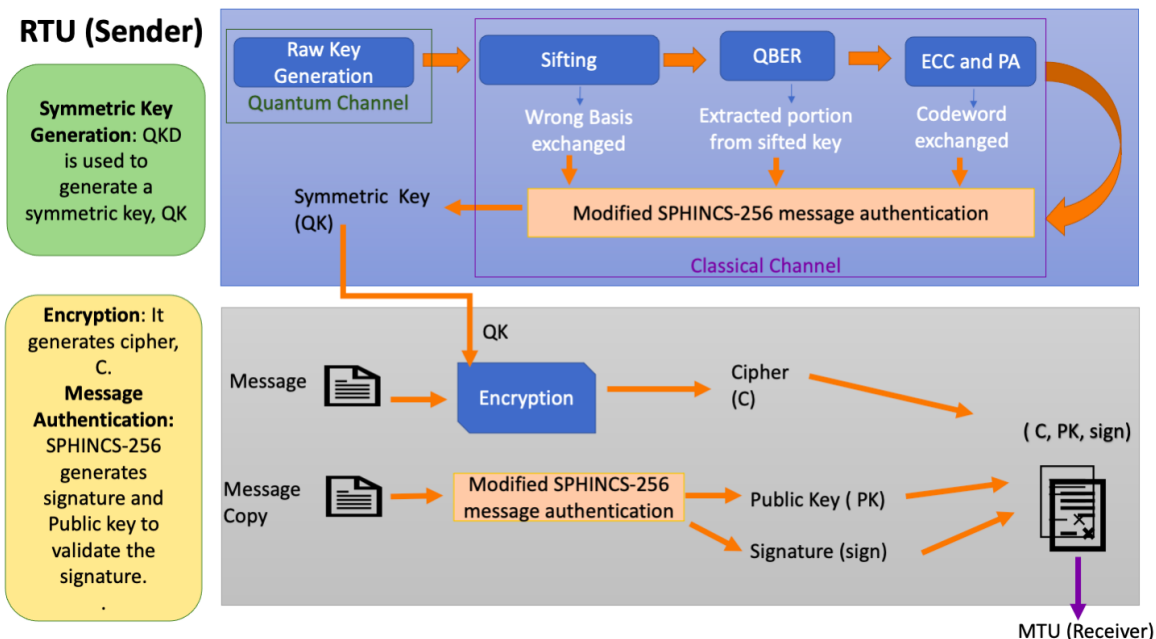 RTU (Sender)
Symmetric Key
Generation: QKD
is used to
generate a
symmetric key, QK
Raw Key
Generation
Quantum Channel
Sifting
QBER
ECC and PA
Wrong Basis
exchanged
Extracted portion
from sifted key
Codeword
exchanged
Symmetric Key
(QK)
Modified SPHINCS-256 message authentication
Classical Channel
Encryption: It
generates cipher,
C.
Message
Authentication:
SPHINCS-256
generates
signature and
Public key to
validate the
signature.
.
QK
Message
Encryption
Cipher
(C)
( C, PK, sign)
Message
Copy
Modified SPHINCS-256
message authentication
Public Key ( PK)
Signature (sign)
MTU (Receiver)